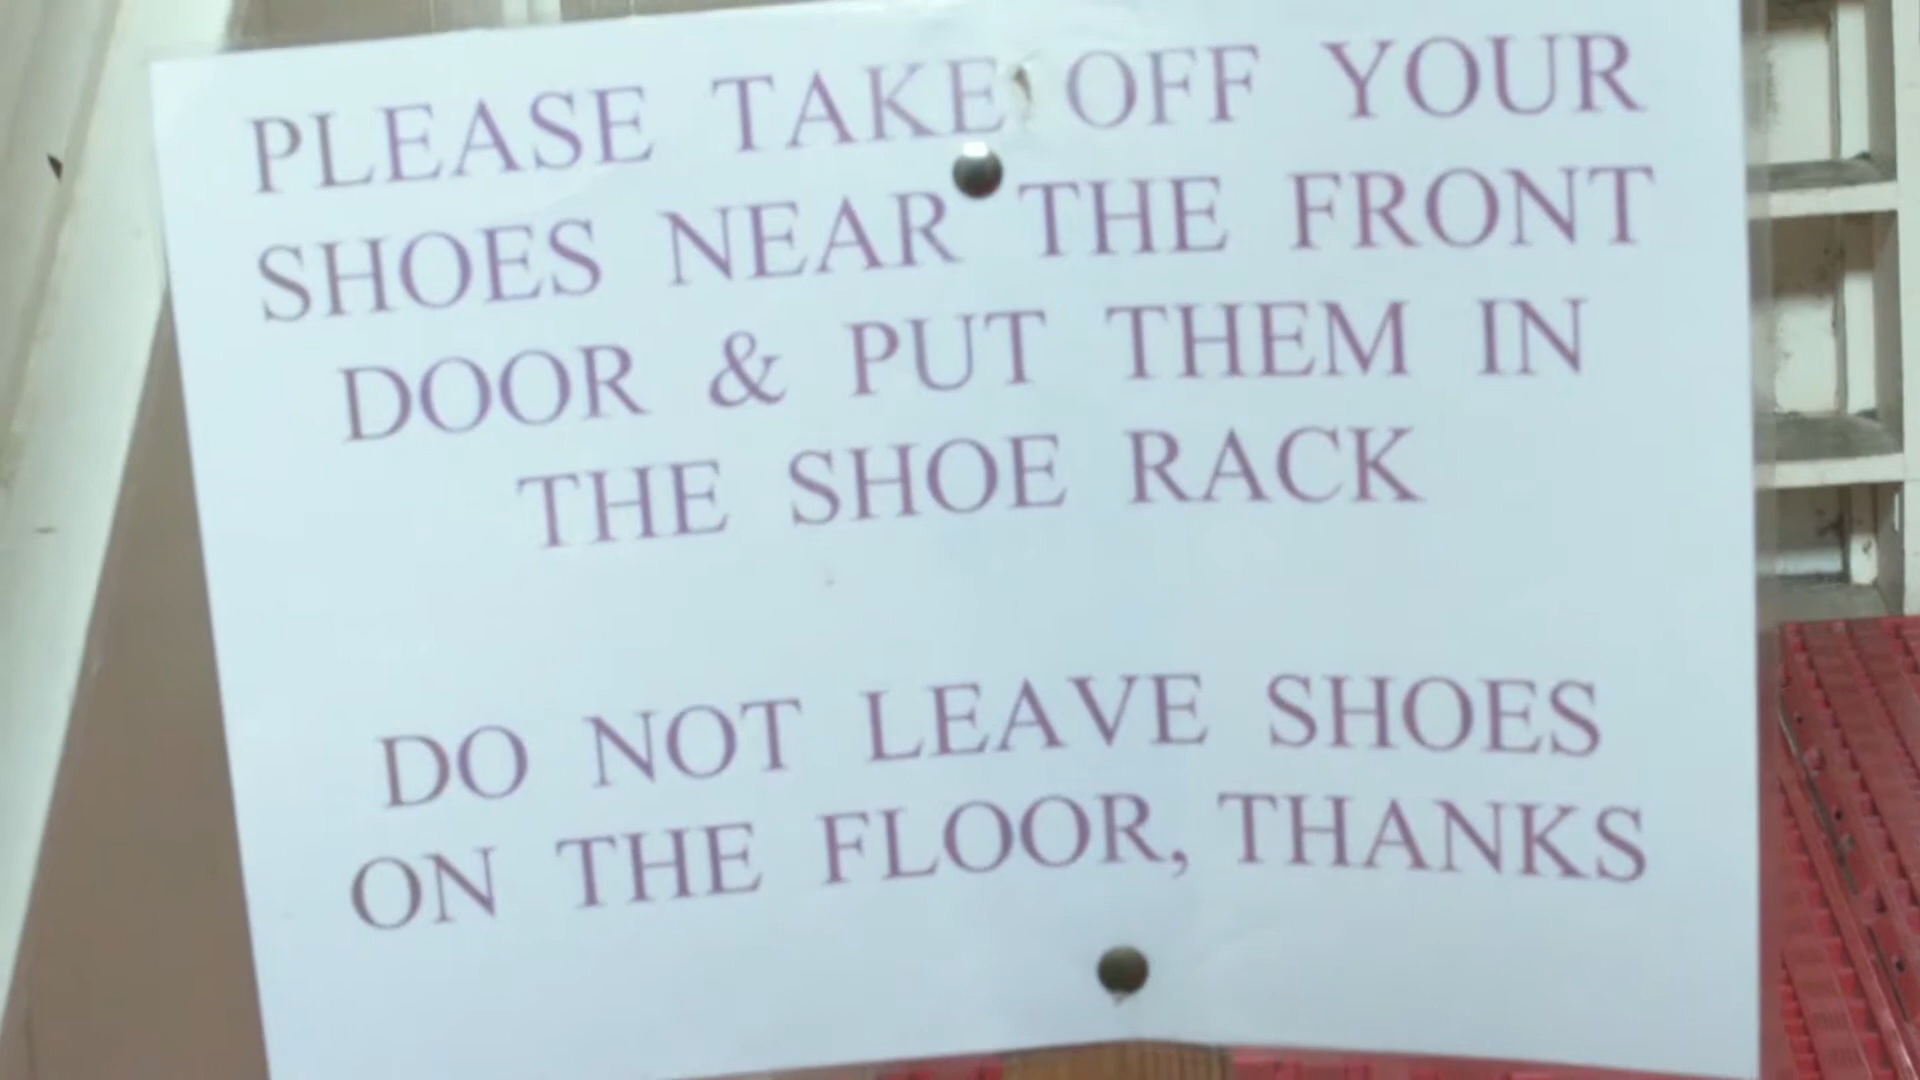 PLEASE TAKE OFF YOUR
SHOES NEAR THE FRONT
DOOR & PUT THEM IN
THE SHOE RACK
DO NOT LEAVE SHOES
ON THE FLOOR, THANKS